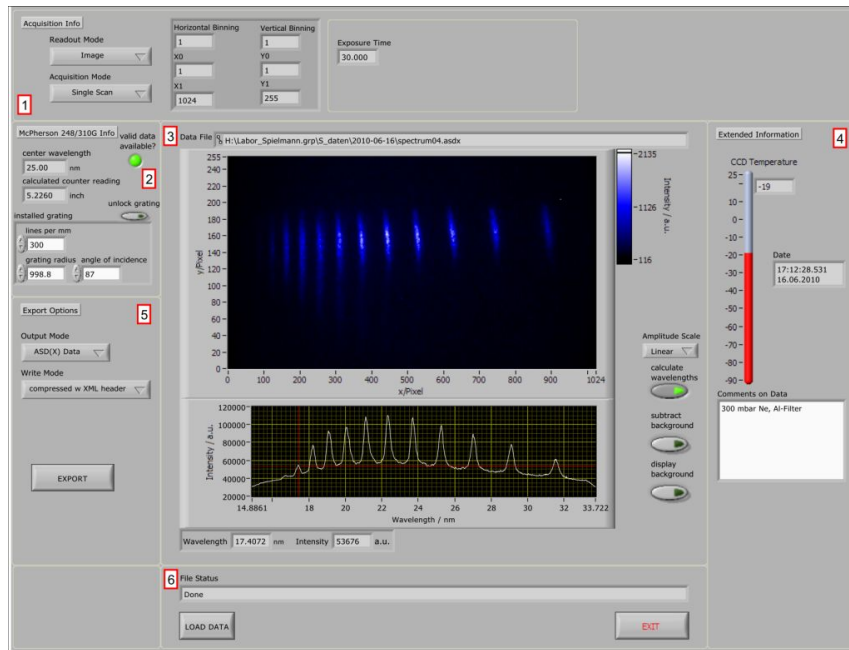 Acquisition Info
Readout Mode
Image
Acquisition Mode
Single Scan
1
Horizontal Binning
Vertical Binning
1
1
X0
Y0
1
1
X1
Y1
1024
255
Exposure Time
30.000
McPherson 248/310G Info
valid data available?
center wavelength
25.00 nm
2
calculated counter reading
5.2260 inch
unlock grating
installed grating
lines per mm
300
grating radius
angle of incidence
998.8
87
Export Options
5
Output Mode
ASD(X) Data
Write Mode
compressed w XML header
EXPORT
3
Data File
H:\Labor_Spielmann.grp\S_daten\2010-06-16\spectrum04.asdx
255
240
220
200
180
160
140
120
100
80
60
40
20
0
y/Pixel
0 100 200 300 400 500 600 700 800 900 1024
x/Pixel
2135
1126
116
Intensity / a.u.
Amplitude Scale
Linear
calculate wavelengths
subtract background
display background
120000
100000
80000
60000
40000
20000
Intensity / a.u.
14.8861 18 20 22 24 26 28 30 32 33.722
Wavelength / nm
Wavelength 17.4072 nm Intensity 53676 a.u.
Extended Information
4
CCD Temperature
-19
25
10
0
-10
-20
-30
-40
-50
-60
-70
-80
-90
Date
17:12:28.531
16.06.2010
Comments on Data
300 mbar Ne, Al-Filter
6
File Status
Done
LOAD DATA
EXIT